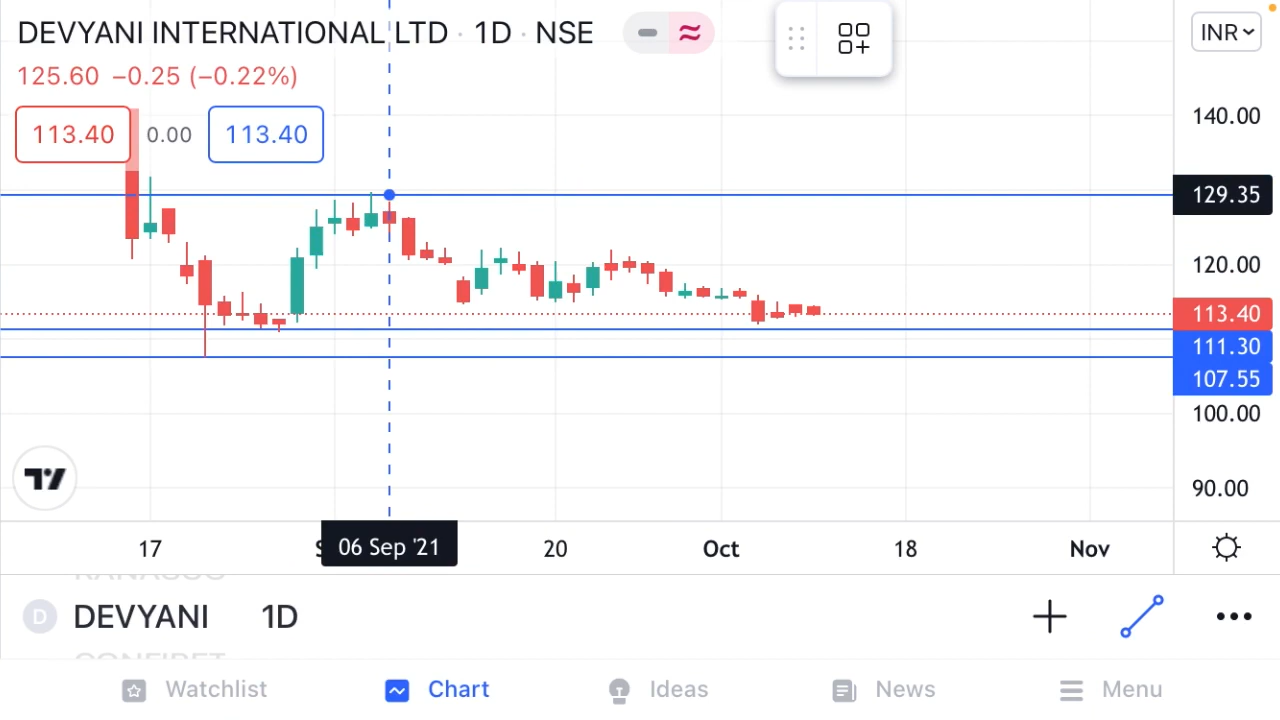 DEVYANI INTERNATIONAL LTD · 1D · NSE
INR
125.60 −0.25 (−0.22%)
113.40 0.00 113.40
140.00
129.35
120.00
113.40
111.30
107.55
100.00
90.00
17 06 Sep '21 20 Oct 18 Nov
D DEVYANI 1D
Watchlist Chart Ideas News Menu